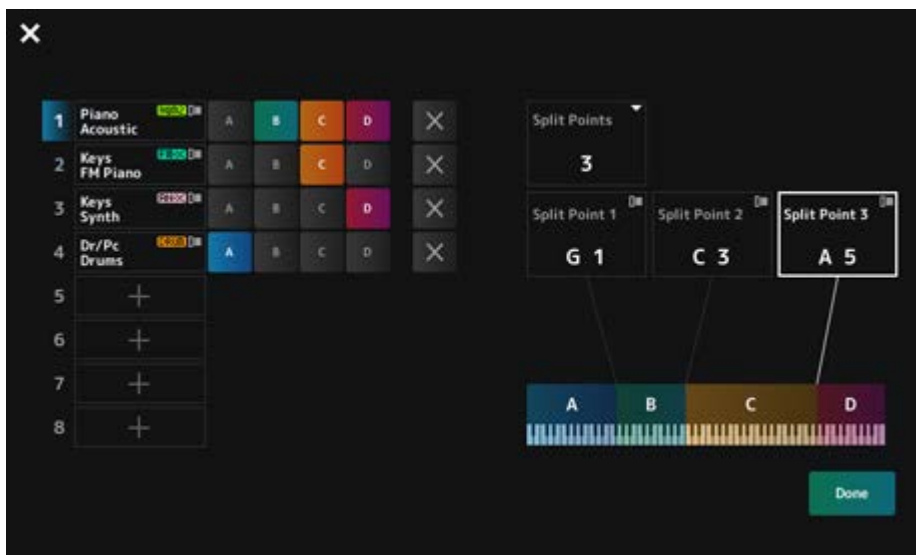 1
Piano
Acoustic
A B C D
Split Points
3
2
Keys
FM Piano
A B C D
3
Keys
Synth
A B C D
Split Point 1
Split Point 2
Split Point 3
G 1
C 3
A 5
4
Dr/Pc
Drums
A B C D
5
6
7
8
A B C D
Done